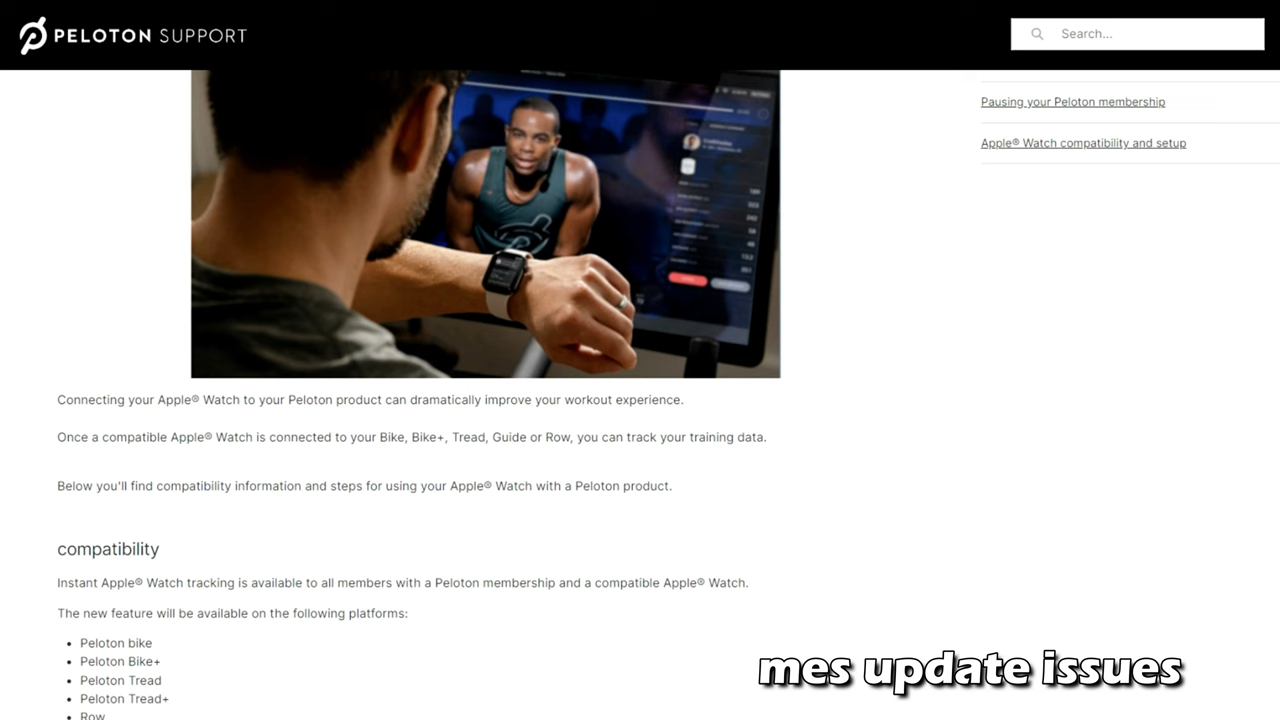 PELOTON SUPPORT
Search...
Pausing your Peloton membership
Apple® Watch compatibility and setup
Connecting your Apple® Watch to your Peloton product can dramatically improve your workout experience.
Once a compatible Apple® Watch is connected to your Bike, Bike+, Tread, Guide or Row, you can track your training data.
Below you'll find compatibility information and steps for using your Apple® Watch with a Peloton product.
compatibility
Instant Apple® Watch tracking is available to all members with a Peloton membership and a compatible Apple® Watch.
The new feature will be available on the following platforms:
• Peloton bike
• Peloton Bike+
• Peloton Tread
• Peloton Tread+
• Row
mes update issues